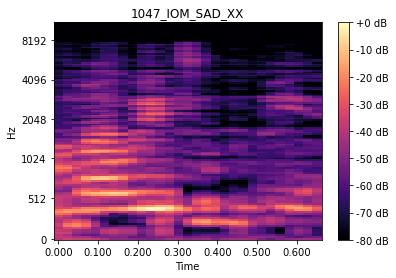 1047_IOM_SAD_XX
+0 dB
8192
-10 dB
4096
-20 dB
-30 dB
2048
Hz
-40 dB
1024
-50 dB
512
-60 dB
-70 dB
0
-80 dB
0.000 0.100 0.200 0.300 0.400 0.500 0.600
Time